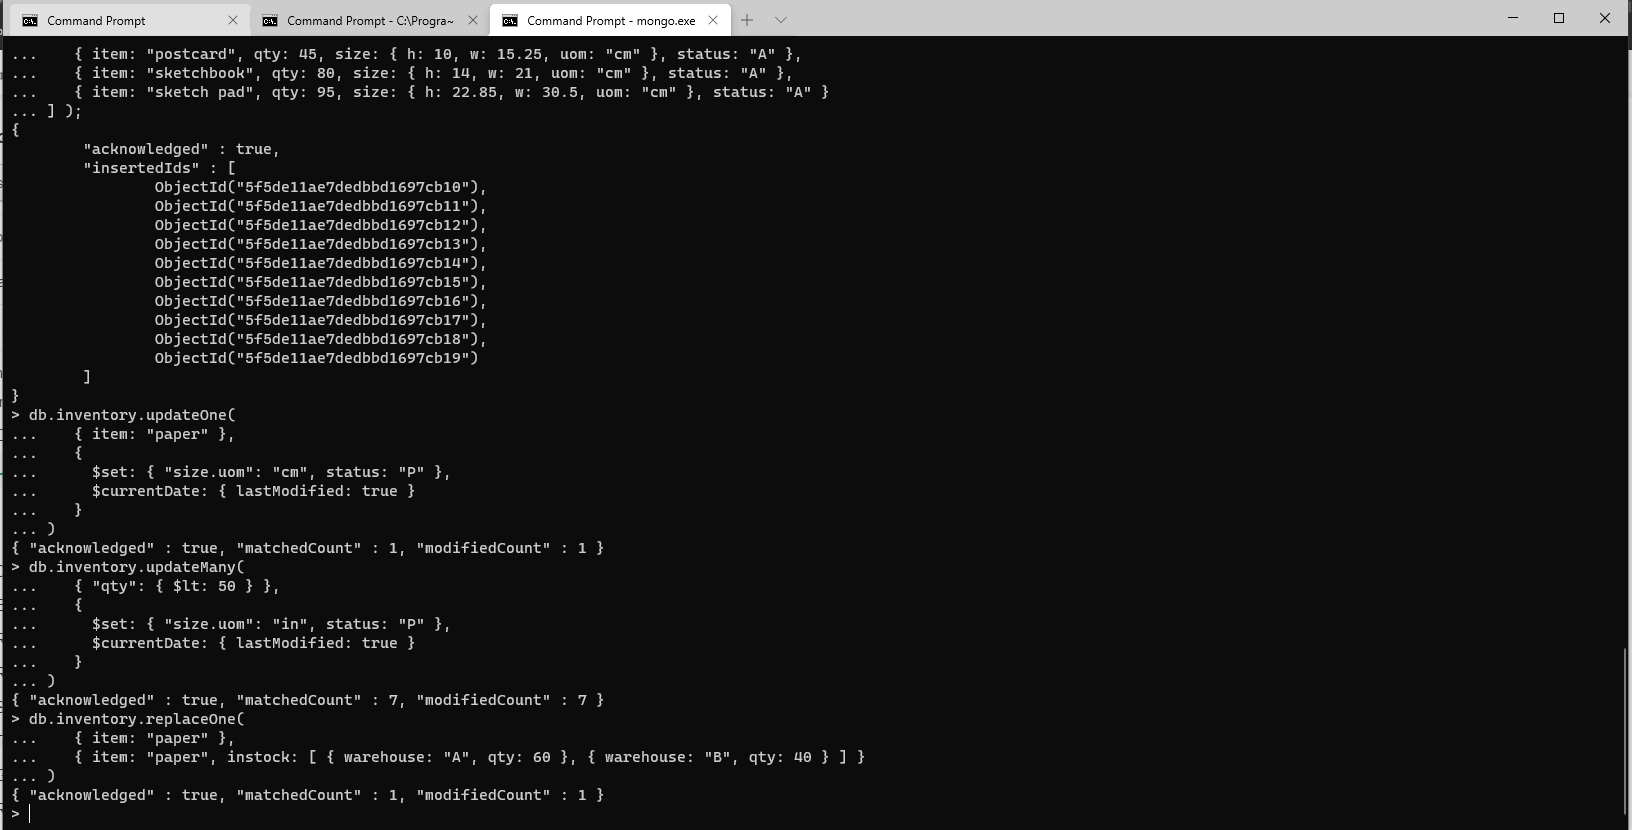 Command Prompt
Command Prompt - C:\Progra~
Command Prompt - mongo.exe
...    { item: "postcard", qty: 45, size: { h: 10, w: 15.25, uom: "cm" }, status: "A" },
...    { item: "sketchbook", qty: 80, size: { h: 14, w: 21, uom: "cm" }, status: "A" },
...    { item: "sketch pad", qty: 95, size: { h: 22.85, w: 30.5, uom: "cm" }, status: "A" }
... ] );
{
        "acknowledged" : true,
        "insertedIds" : [
                ObjectId("5f5de11ae7dedbbd1697cb10"),
                ObjectId("5f5de11ae7dedbbd1697cb11"),
                ObjectId("5f5de11ae7dedbbd1697cb12"),
                ObjectId("5f5de11ae7dedbbd1697cb13"),
                ObjectId("5f5de11ae7dedbbd1697cb14"),
                ObjectId("5f5de11ae7dedbbd1697cb15"),
                ObjectId("5f5de11ae7dedbbd1697cb16"),
                ObjectId("5f5de11ae7dedbbd1697cb17"),
                ObjectId("5f5de11ae7dedbbd1697cb18"),
                ObjectId("5f5de11ae7dedbbd1697cb19")
        ]
}
> db.inventory.updateOne(
...    { item: "paper" },
...    {
...      $set: { "size.uom": "cm", status: "P" },
...      $currentDate: { lastModified: true }
...    }
... )
{ "acknowledged" : true, "matchedCount" : 1, "modifiedCount" : 1 }
> db.inventory.updateMany(
...    { "qty": { $lt: 50 } },
...    {
...      $set: { "size.uom": "in", status: "P" },
...      $currentDate: { lastModified: true }
...    }
... )
{ "acknowledged" : true, "matchedCount" : 7, "modifiedCount" : 7 }
> db.inventory.replaceOne(
...    { item: "paper" },
...    { item: "paper", instock: [ { warehouse: "A", qty: 60 }, { warehouse: "B", qty: 40 } ] }
... )
{ "acknowledged" : true, "matchedCount" : 1, "modifiedCount" : 1 }
>